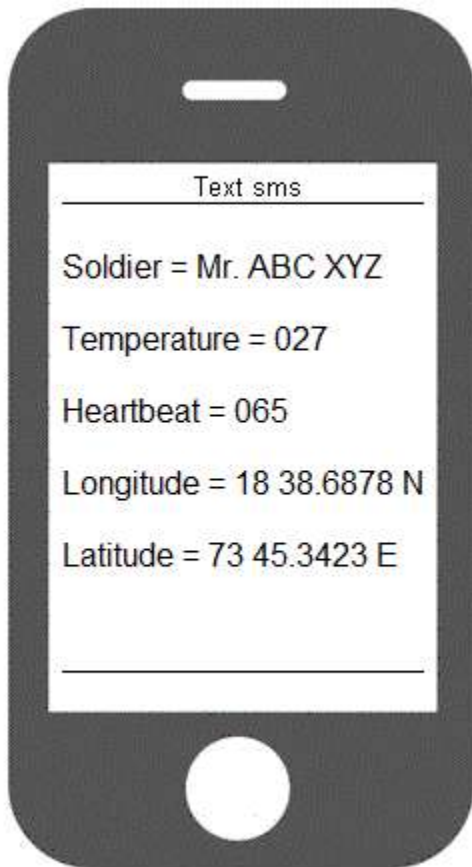 Text sms
Soldier = Mr. ABC XYZ
Temperature = 027
Heartbeat = 065
Longitude = 18 38.6878 N
Latitude = 73 45.3423 E